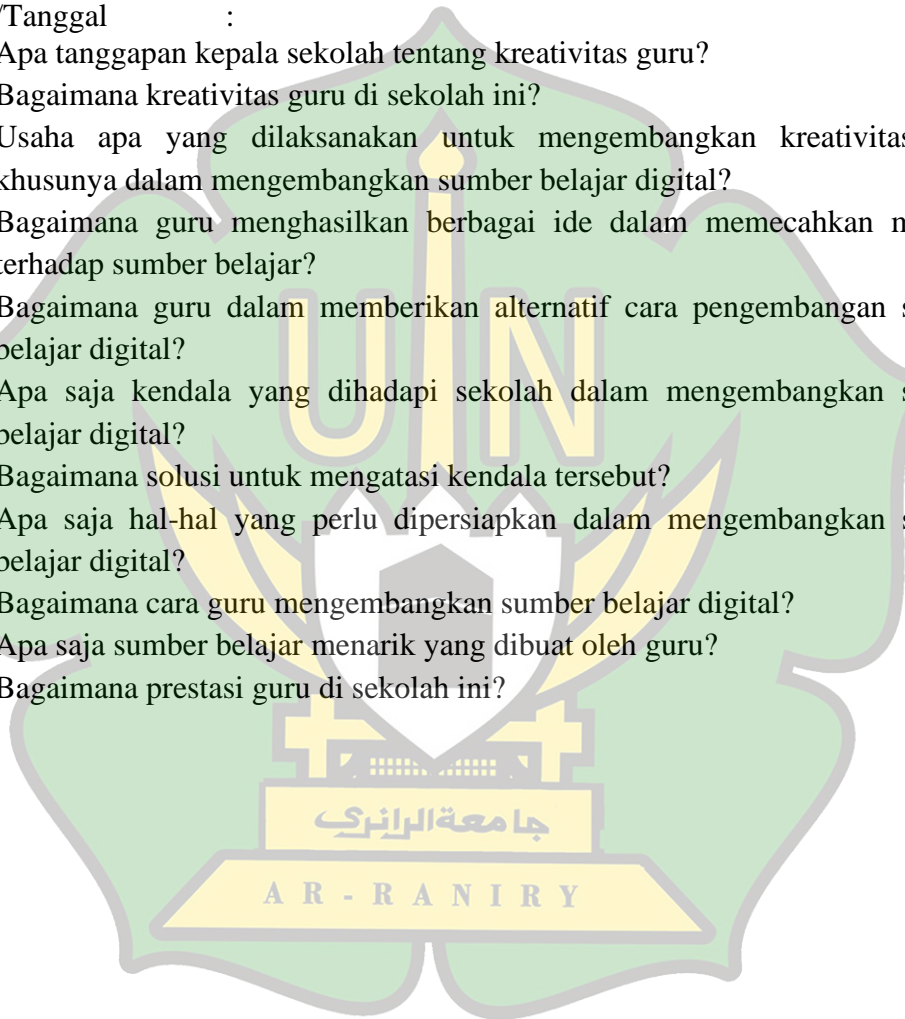 /Tanggal :
Apa tanggapan kepala sekolah tentang kreativitas guru?
Bagaimana kreativitas guru di sekolah ini?
Usaha apa yang dilaksanakan untuk mengembangkan kreativitas
khusunya dalam mengembangkan sumber belajar digital?
Bagaimana guru menghasilkan berbagai ide dalam memecahkan
terhadap sumber belajar?
Bagaimana guru dalam memberikan alternatif cara pengembangan
belajar digital?
Apa saja kendala yang dihadapi sekolah dalam mengembangkan
belajar digital?
Bagaimana solusi untuk mengatasi kendala tersebut?
Apa saja hal-hal yang perlu dipersiapkan dalam mengembangkan
belajar digital?
Bagaimana cara guru mengembangkan sumber belajar digital?
Apa saja sumber belajar menarik yang dibuat oleh guru?
Bagaimana prestasi guru di sekolah ini?
UIN
جامعة الرانري
AR-RANIRY